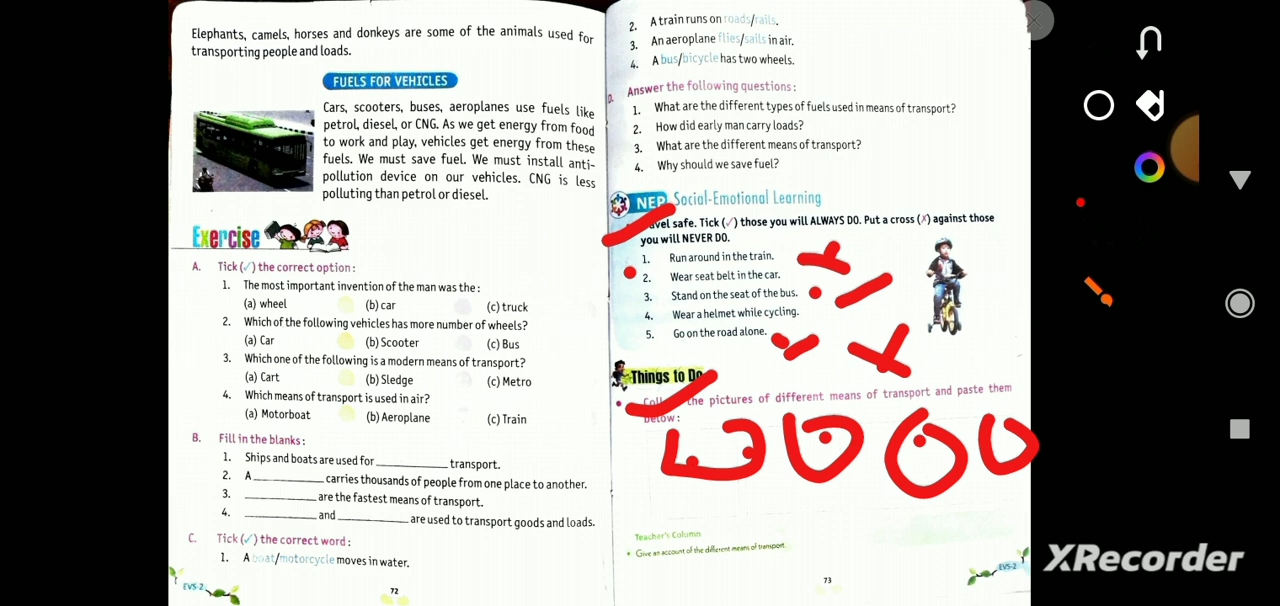 Elephants, camels, horses and donkeys are some of the animals used for
transporting people and loads.
FUELS FOR VEHICLES
Cars, scooters, buses, aeroplanes use fuels like
petrol, diesel, or CNG. As we get energy from food
to work and play, vehicles get energy from these
fuels. We must save fuel. We must install anti-
pollution device on our vehicles. CNG is less
polluting than petrol or diesel.
Exercise
A. Tick (✓) the correct option:
1. The most important invention of the man was the:
(a) wheel (b) car (c) truck
2. Which of the following vehicles has more number of wheels?
(a) Car (b) Scooter (c) Bus
3. Which one of the following is a modern means of transport?
(a) Cart (b) Sledge (c) Metro
4. Which means of transport is used in air?
(a) Motorboat (b) Aeroplane (c) Train
B. Fill in the blanks:
1. Ships and boats are used for ____________ transport.
2. A ____________ carries thousands of people from one place to another.
3. ____________ are the fastest means of transport.
4. ____________ and ____________ are used to transport goods and loads.
C. Tick (✓) the correct word:
1. A boat/motorcycle moves in water.
EVS-2
72
2. A train runs on roads/rails.
3. An aeroplane flies/sails in air.
4. A bus/bicycle has two wheels.
D. Answer the following questions:
1. What are the different types of fuels used in means of transport?
2. How did early man carry loads?
3. What are the different means of transport?
4. Why should we save fuel?
NEP Social-Emotional Learning
safe. Tick (✓) those you will ALWAYS DO. Put a cross (✗) against those
you will NEVER DO.
1. Run around in the train.
2. Wear seat belt in the car.
3. Stand on the seat of the bus.
4. Wear a helmet while cycling.
5. Go on the road alone.
Things to Do
the pictures of different means of transport and paste them
below:
Teacher's Column
• Give an account of the different means of transport.
73
EVS-2
XRecorder